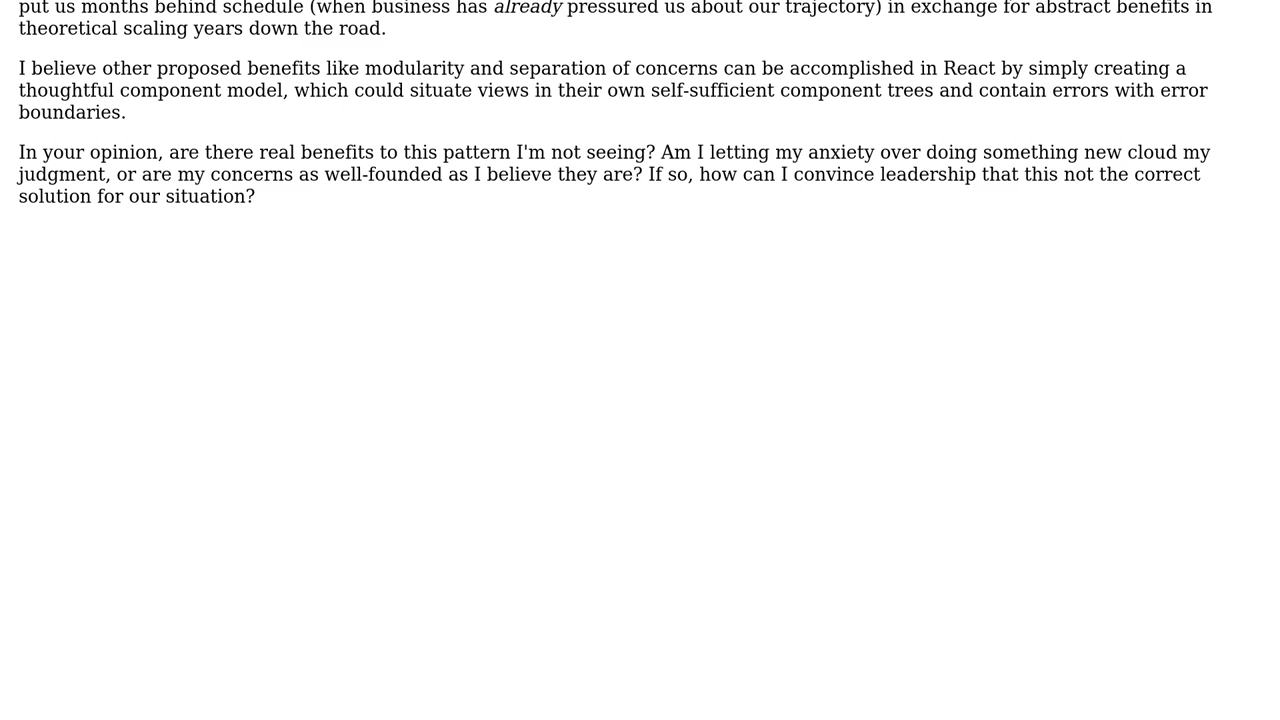 put us months behind schedule (when business has already pressured us about our trajectory) in exchange for abstract benefits in
theoretical scaling years down the road.
I believe other proposed benefits like modularity and separation of concerns can be accomplished in React by simply creating a
thoughtful component model, which could situate views in their own self-sufficient component trees and contain errors with error
boundaries.
In your opinion, are there real benefits to this pattern I'm not seeing? Am I letting my anxiety over doing something new cloud my
judgment, or are my concerns as well-founded as I believe they are? If so, how can I convince leadership that this not the correct
solution for our situation?